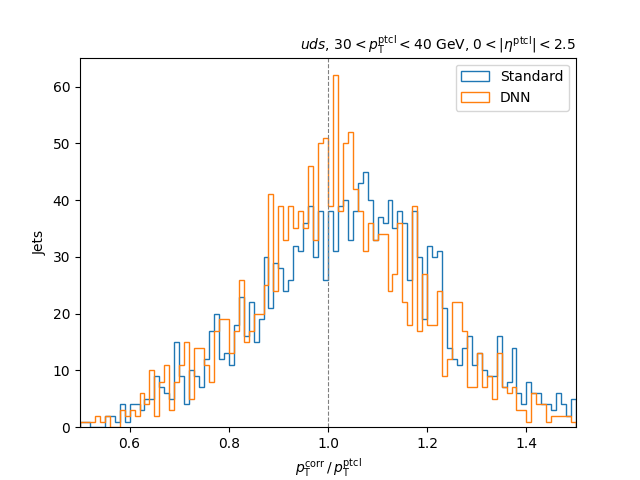 uds, 30 < p_T^ptcl < 40 GeV, 0 < |η^ptcl| < 2.5
Standard
DNN
Jets
60
50
40
30
20
10
0
0.6 0.8 1.0 1.2 1.4
p_T^corr / p_T^ptcl